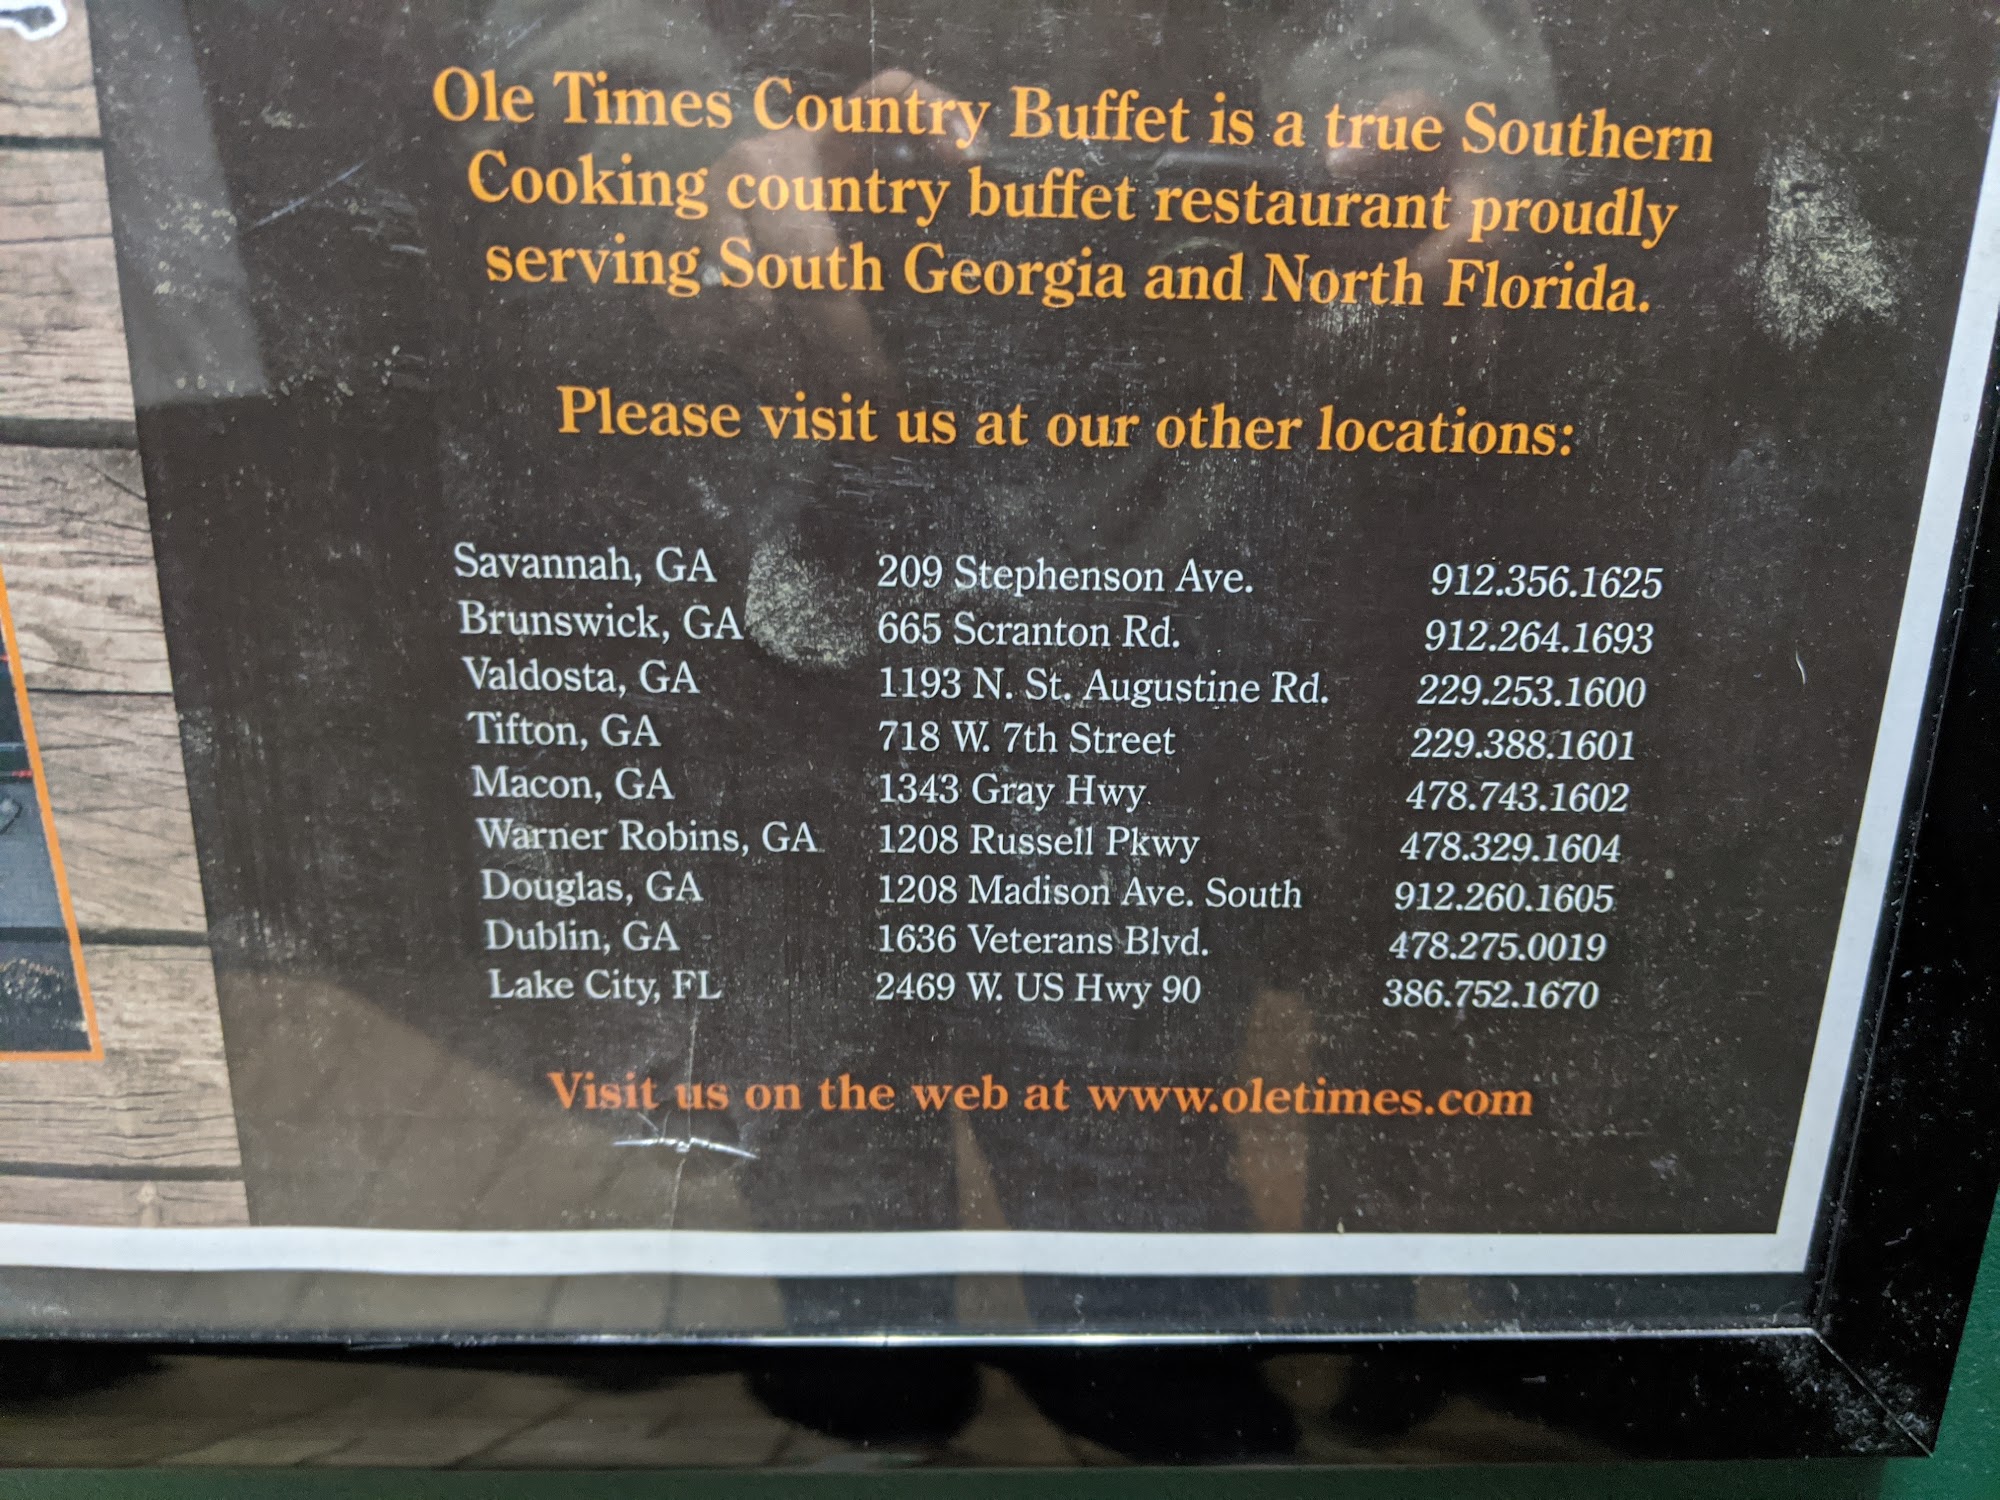 Ole Times Country Buffet is a true Southern
Cooking country buffet restaurant proudly
serving South Georgia and North Florida.
Please visit us at our other locations:
Savannah, GA 209 Stephenson Ave. 912.356.1625
Brunswick, GA 665 Scranton Rd. 912.264.1693
Valdosta, GA 1193 N. St. Augustine Rd. 229.253.1600
Tifton, GA 718 W. 7th Street 229.388.1601
Macon, GA 1343 Gray Hwy 478.743.1602
Warner Robins, GA 1208 Russell Pkwy 478.329.1604
Douglas, GA 1208 Madison Ave. South 912.260.1605
Dublin, GA 1636 Veterans Blvd. 478.275.0019
Lake City, FL 2469 W. US Hwy 90 386.752.1670
Visit us on the web at www.oletimes.com